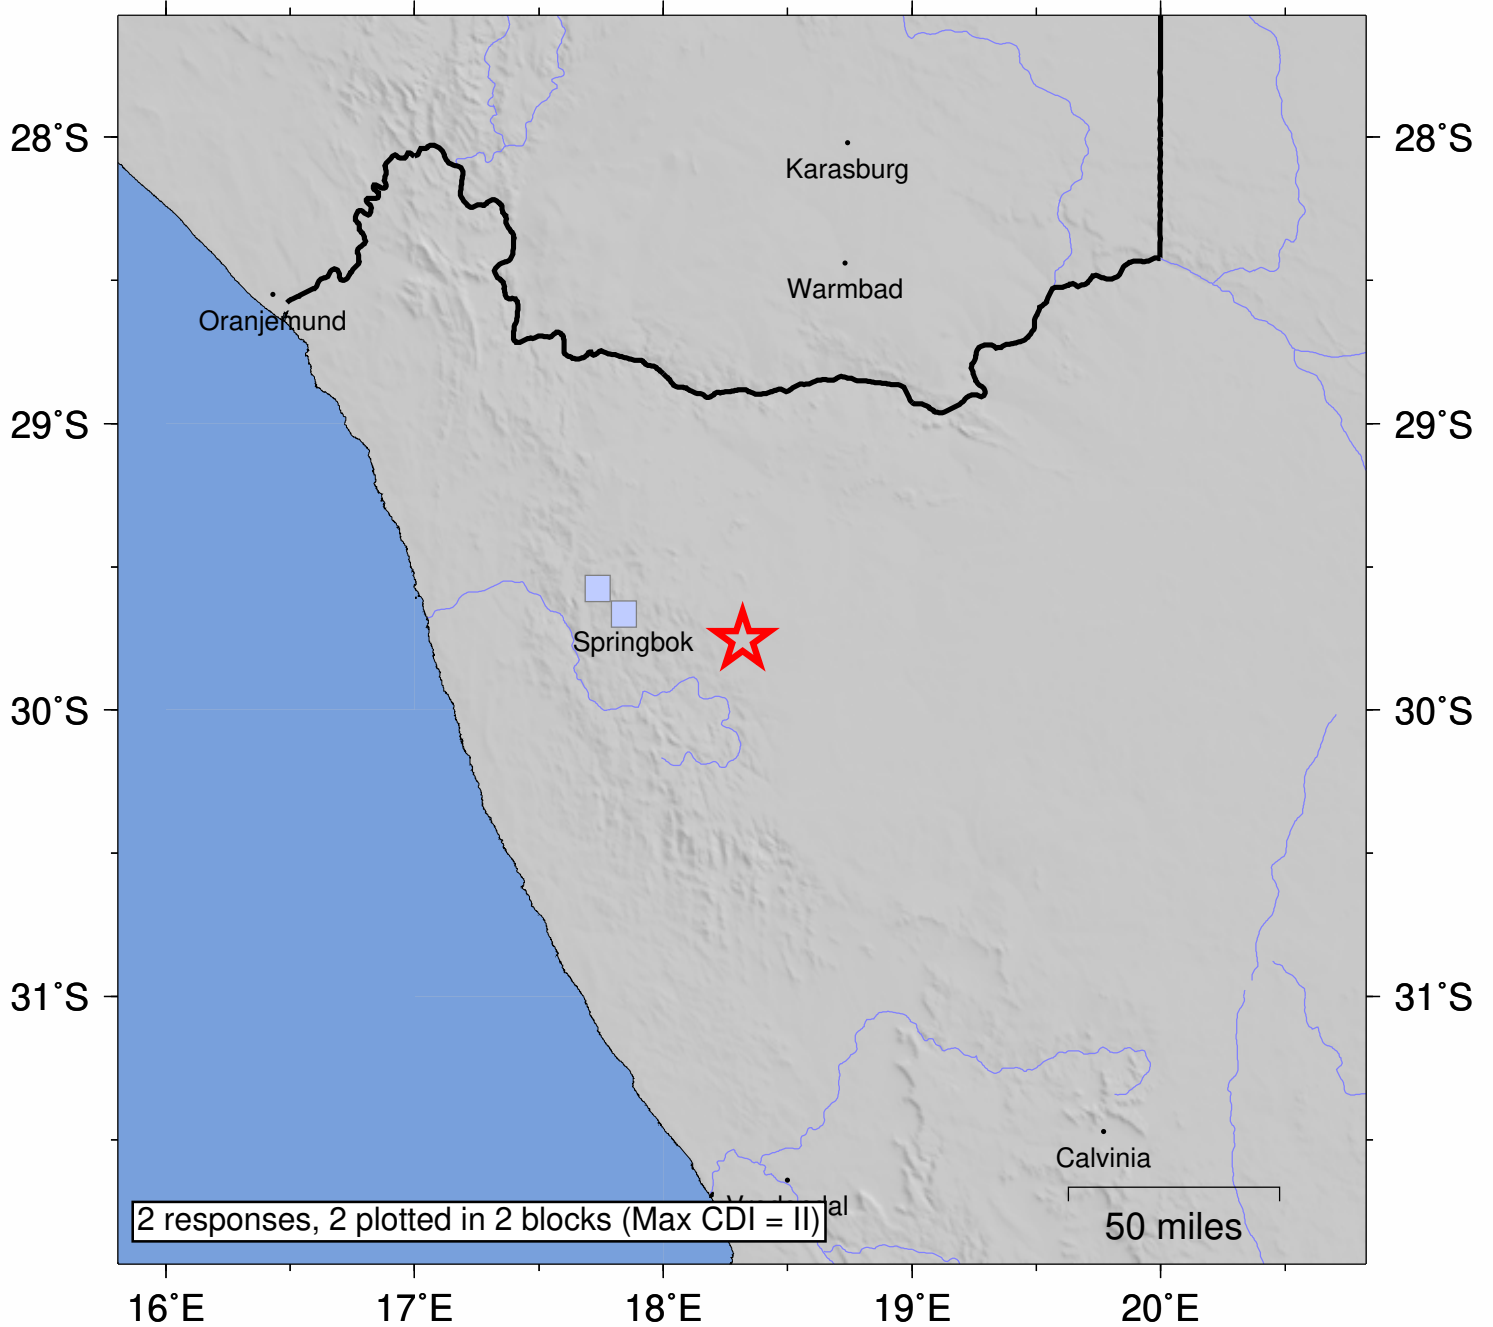 28°S
28°S
Karasburg
Warmbad
Oranjemund
29°S
29°S
Springbok
30°S
30°S
31°S
31°S
Calvinia
2 responses, 2 plotted in 2 blocks (Max CDI = II)
50 miles
16°E
17°E
18°E
19°E
20°E